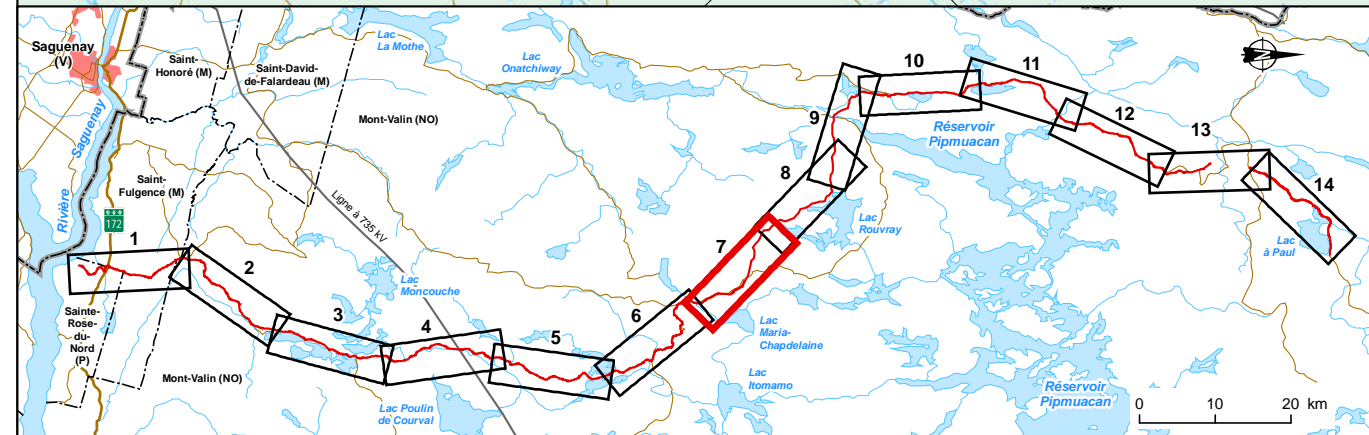 Saguenay
(V)
Rivière
Saguenay
172
Saint-
Honoré (M)
Saint-David-
de-Falardeau (M)
Lac
La Mothe
Mont-Valin (NO)
Saint-
Fulgence (M)
Ligne à 735 kV
Lac
Onatchiway
Sainte-
Rose-
du-
Nord
(P)
Mont-Valin (NO)
Lac
Moncouche
Lac Poulin
de Courval
Lac
Maria-
Chapdelaine
Lac
Itomamo
Lac
Rouvray
Réservoir
Pipmuacan
Réservoir
Pipmuacan
Lac
à Paul
1
2
3
4
5
6
7
8
9
10
11
12
13
14
N
0 10 20 km